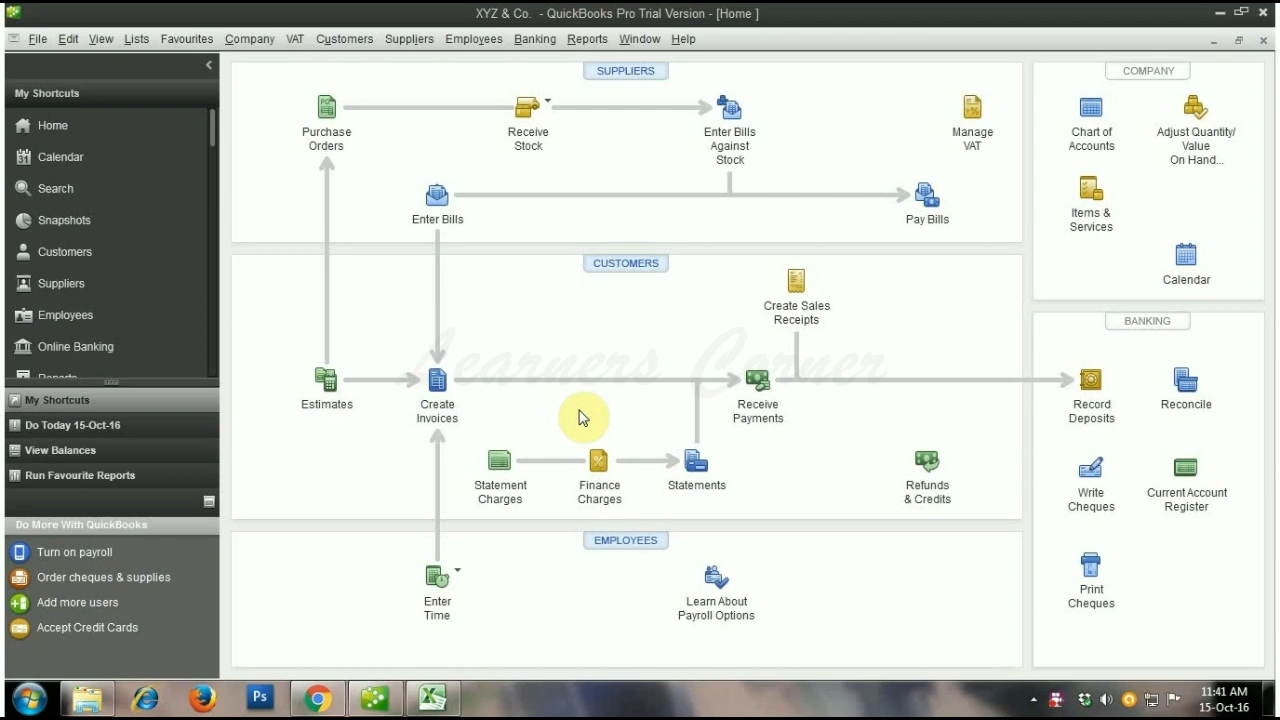 XYZ & Co. - QuickBooks Pro Trial Version - [Home ]
File Edit View Lists Favourites Company VAT Customers Suppliers Employees Banking Reports Window Help
My Shortcuts
Home
Calendar
Search
Snapshots
Customers
Suppliers
Employees
Online Banking
Reports
My Shortcuts
Do Today 15-Oct-16
View Balances
Run Favourite Reports
Do More With QuickBooks
Turn on payroll
Order cheques & supplies
Add more users
Accept Credit Cards
SUPPLIERS
Purchase
Orders
Receive
Stock
Enter Bills
Against
Stock
Manage
VAT
Enter Bills
Pay Bills
CUSTOMERS
Create Sales
Receipts
Learners Corner
Estimates
Create
Invoices
Receive
Payments
Statement
Charges
Finance
Charges
Statements
Refunds
& Credits
EMPLOYEES
Enter
Time
Learn About
Payroll Options
COMPANY
Chart of
Accounts
Adjust Quantity/
Value
On Hand...
Items &
Services
Calendar
BANKING
Record
Deposits
Reconcile
Write
Cheques
Current Account
Register
Print
Cheques
Ps
11:41 AM
15-Oct-16